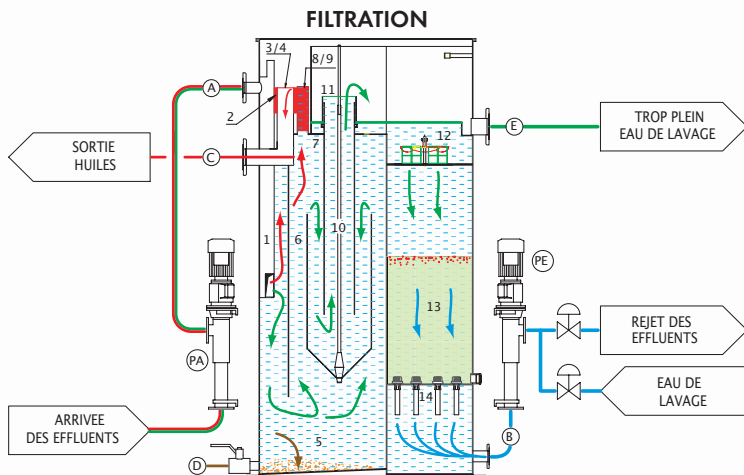 FILTRATION
3/4
8/9
A
11
2
E
TROP PLEIN
EAU DE LAVAGE
SORTIE
HUILES
C
7
12
1
6
10
PE
13
REJET DES
EFFLUENTS
PA
EAU DE
LAVAGE
14
ARRIVEE
DES EFFLUENTS
5
B
D